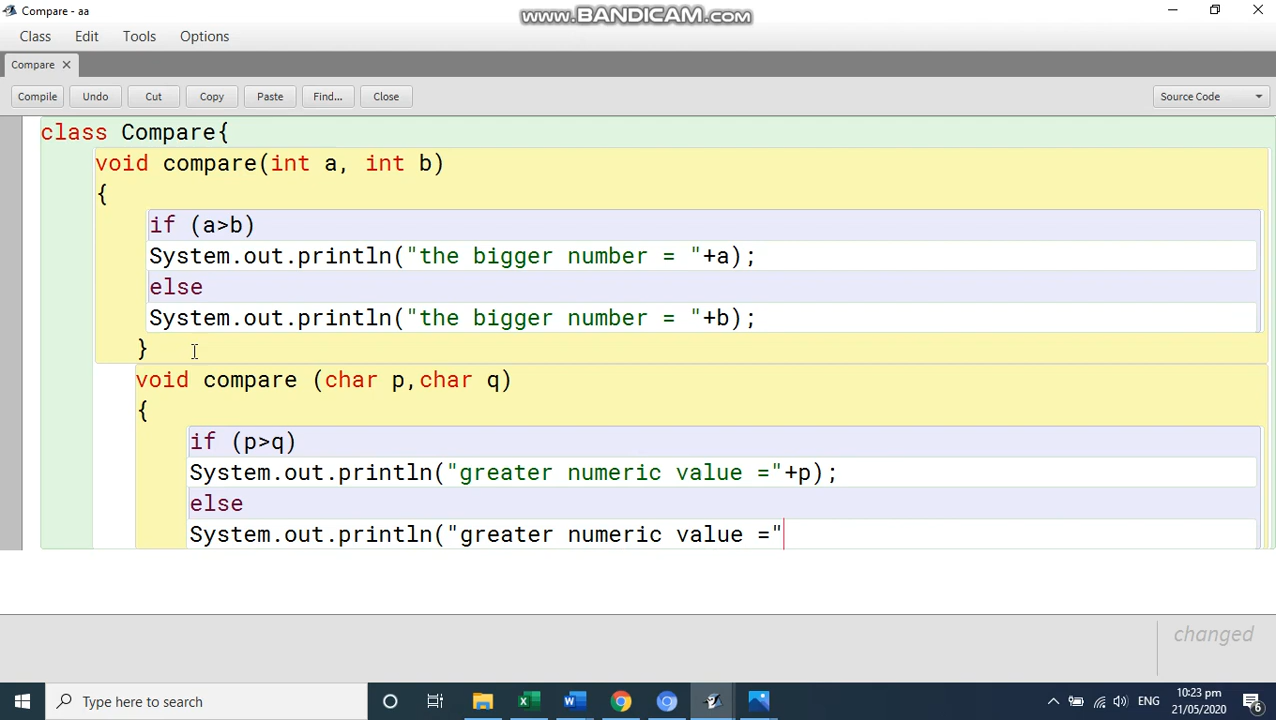 Compare - aa
www.BANDICAM.com
Class Edit Tools Options
Compare
Compile Undo Cut Copy Paste Find... Close Source Code
class Compare{
void compare(int a, int b)
{
if (a>b)
System.out.println("the bigger number = "+a);
else
System.out.println("the bigger number = "+b);
}
void compare (char p,char q)
{
if (p>q)
System.out.println("greater numeric value ="+p);
else
System.out.println("greater numeric value ="
changed
Type here to search
ENG
10:23 pm
21/05/2020
6